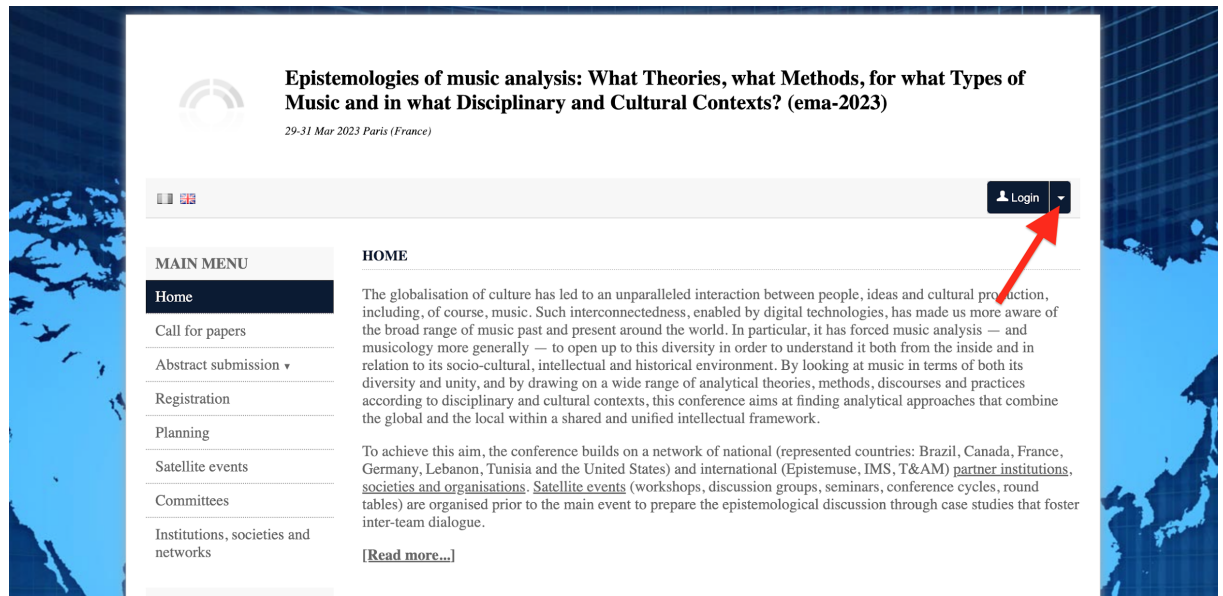 Epistemologies of music analysis: What Theories, what Methods, for what Types of
Music and in what Disciplinary and Cultural Contexts? (ema-2023)
29-31 Mar 2023 Paris (France)
Login
MAIN MENU
Home
Call for papers
Abstract submission
Registration
Planning
Satellite events
Committees
Institutions, societies and
networks
HOME
The globalisation of culture has led to an unparalleled interaction between people, ideas and cultural production,
including, of course, music. Such interconnectedness, enabled by digital technologies, has made us more aware of
the broad range of music past and present around the world. In particular, it has forced music analysis — and
musicology more generally — to open up to this diversity in order to understand it both from the inside and in
relation to its socio-cultural, intellectual and historical environment. By looking at music in terms of both its
diversity and unity, and by drawing on a wide range of analytical theories, methods, discourses and practices
according to disciplinary and cultural contexts, this conference aims at finding analytical approaches that combine
the global and the local within a shared and unified intellectual framework.
To achieve this aim, the conference builds on a network of national (represented countries: Brazil, Canada, France,
Germany, Lebanon, Tunisia and the United States) and international (Epistemuse, IMS, T&AM) partner institutions,
societies and organisations. Satellite events (workshops, discussion groups, seminars, conference cycles, round
tables) are organised prior to the main event to prepare the epistemological discussion through case studies that foster
inter-team dialogue.
[Read more...]